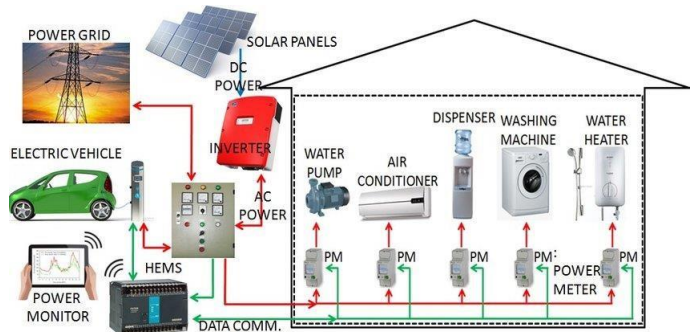 POWER GRID
SOLAR PANELS
DC
POWER
INVERTER
AC
POWER
ELECTRIC VEHICLE
HEMS
POWER
MONITOR
DATA COMM.
WATER
PUMP
AIR
CONDITIONER
DISPENSER
WASHING
MACHINE
WATER
HEATER
PM
PM
PM
PM
PM
:
POWER
METER